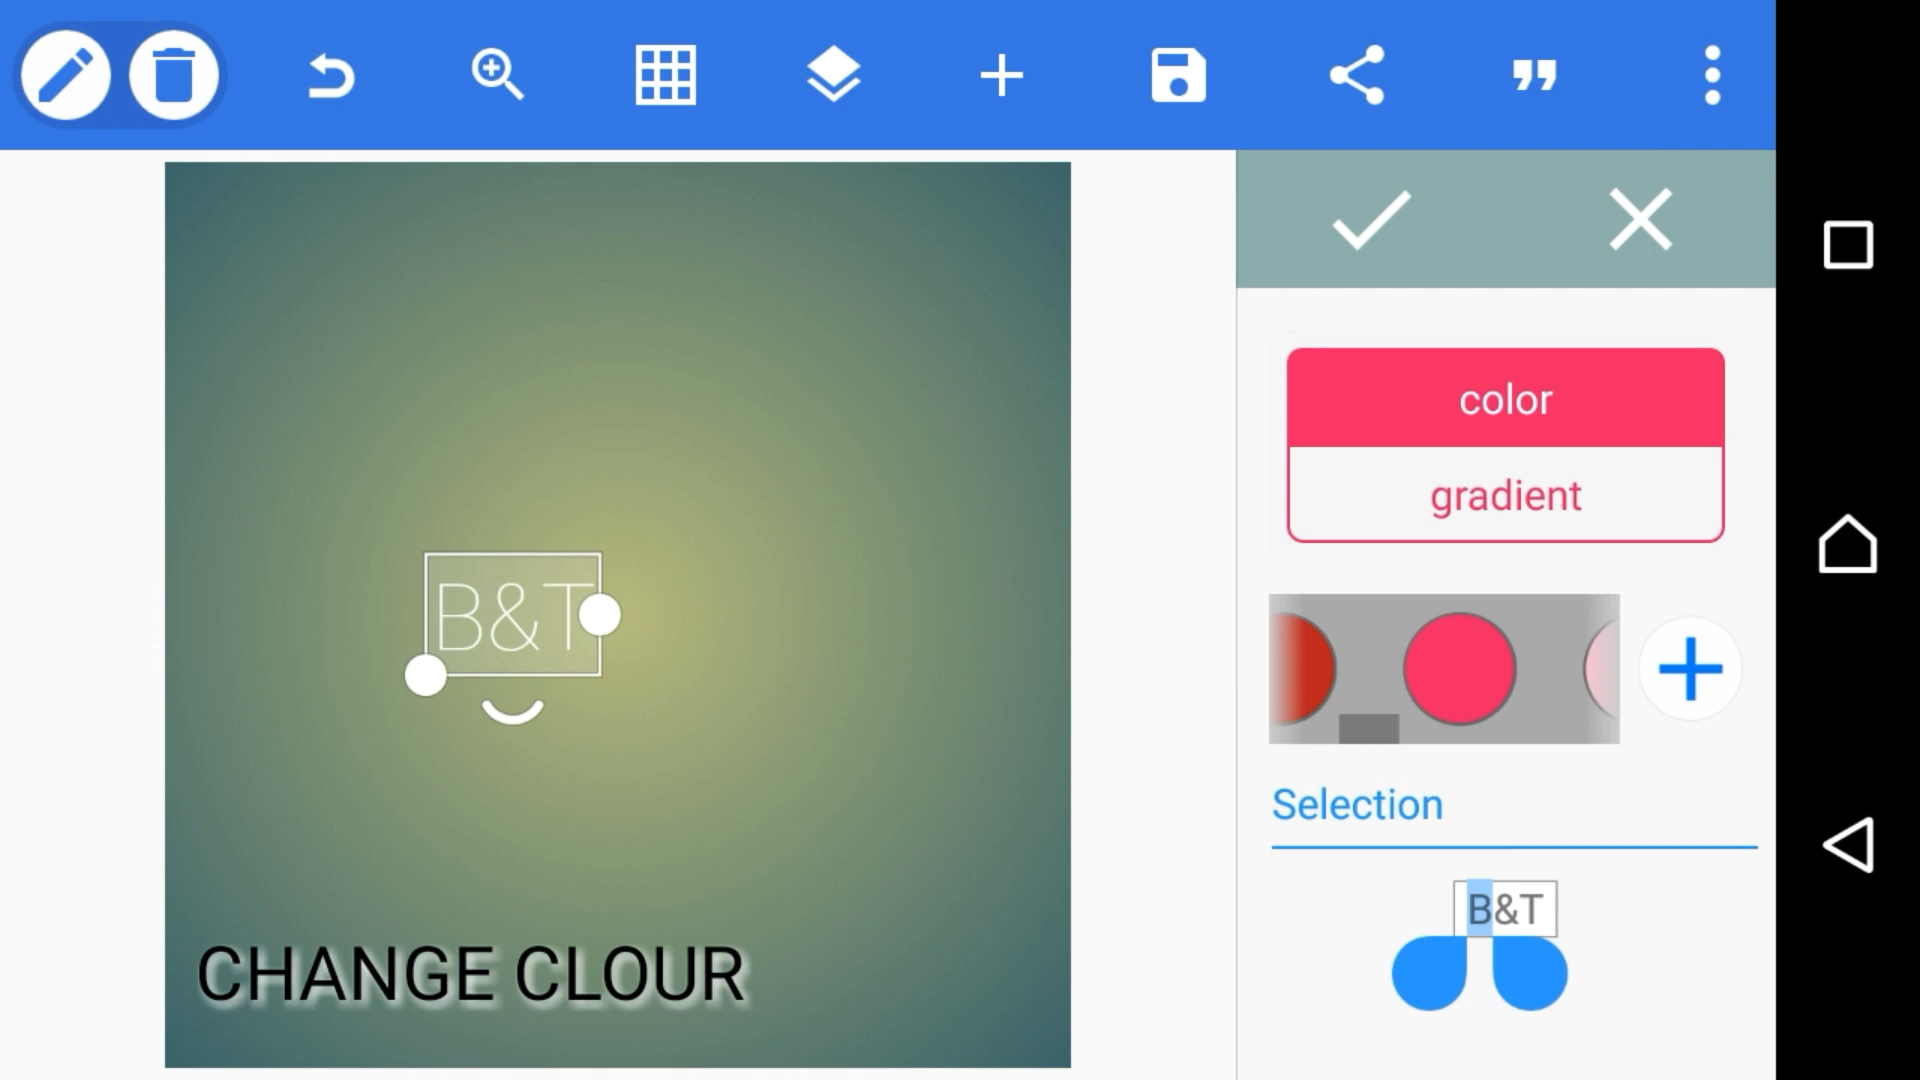 B&T
CHANGE CLOUR
color
gradient
Selection
B&T